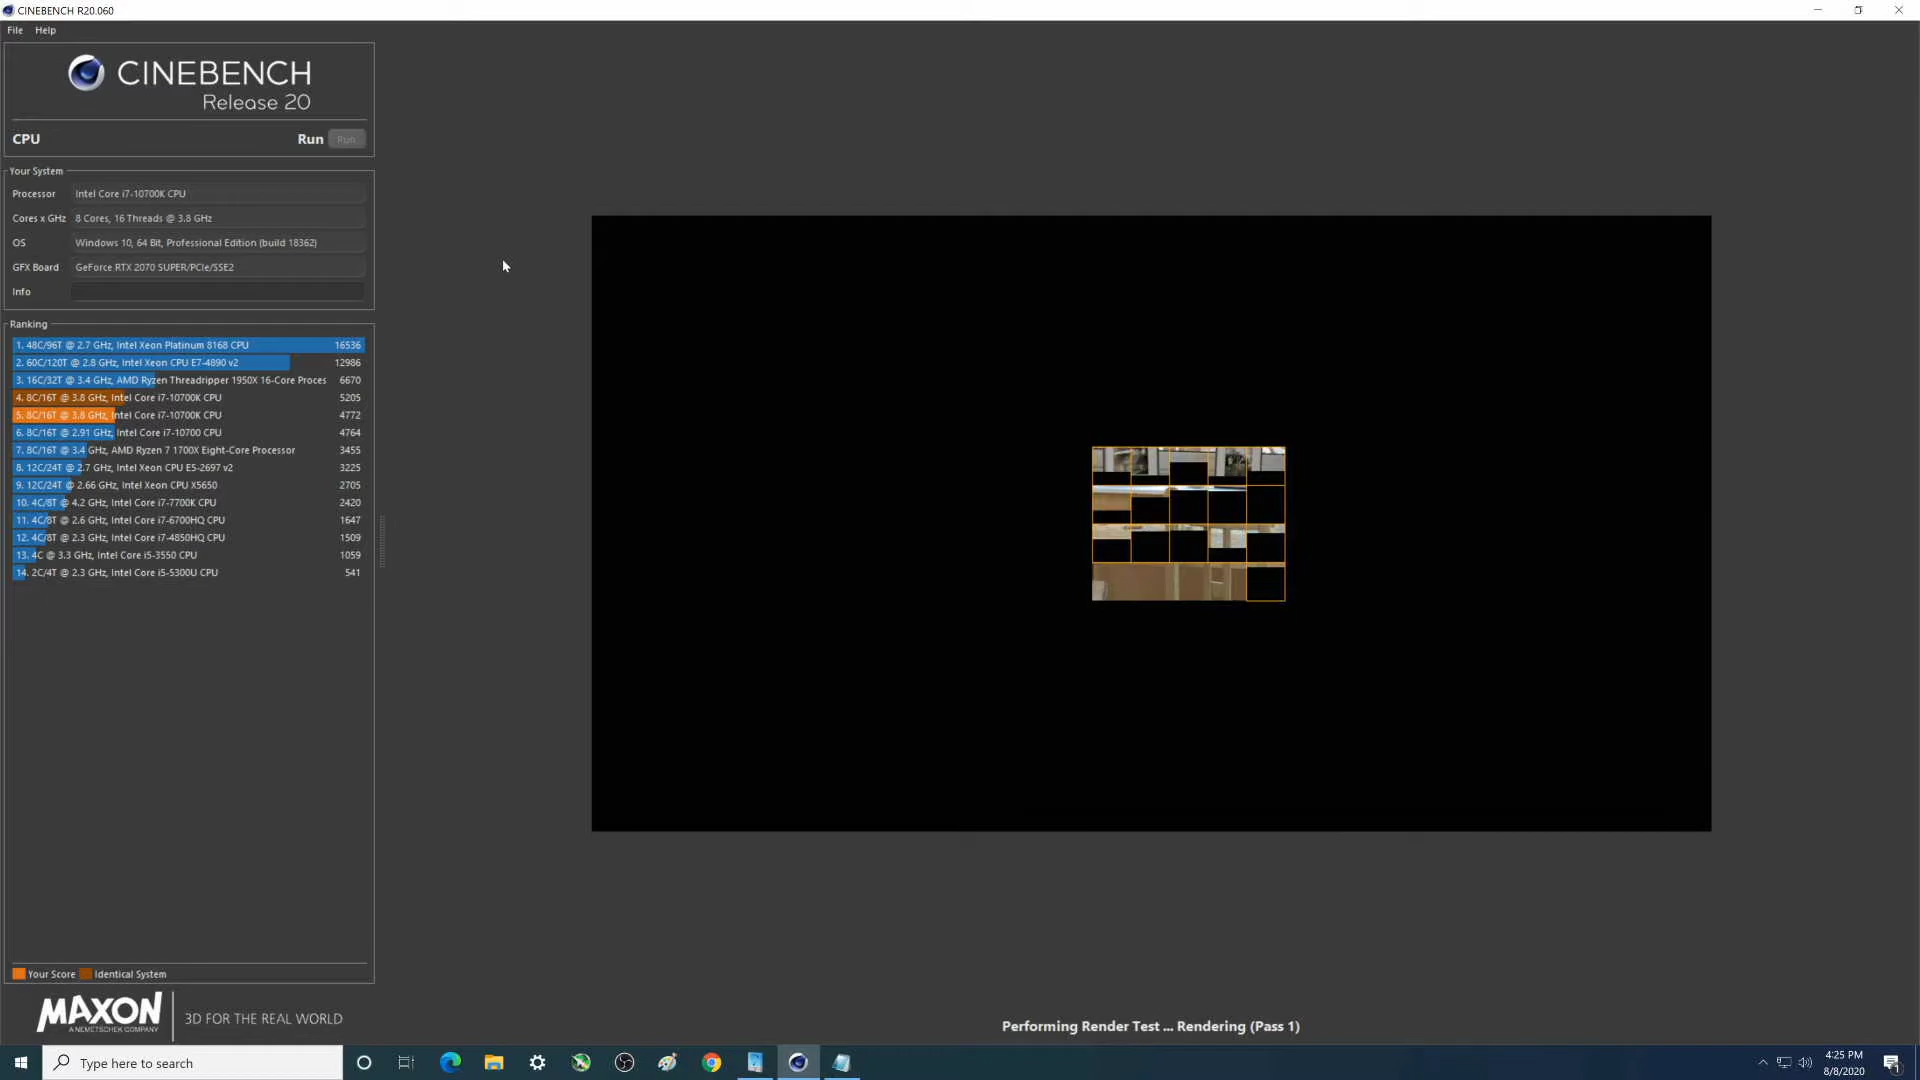 CINEBENCH R20.060
File Help
CINEBENCH
Release 20
CPU Run Run
Your System
Processor Intel Core i7-10700K CPU
Cores x GHz 8 Cores, 16 Threads @ 3.8 GHz
OS Windows 10, 64 Bit, Professional Edition (build 18362)
GFX Board GeForce RTX 2070 SUPER/PCIe/SSE2
Info
Ranking
1. 48C/96T @ 2.7 GHz, Intel Xeon Platinum 8168 CPU 16536
2. 60C/120T @ 2.8 GHz, Intel Xeon CPU E7-4890 v2 12986
3. 16C/32T @ 3.4 GHz, AMD Ryzen Threadripper 1950X 16-Core Proces 6670
4. 8C/16T @ 3.8 GHz, Intel Core i7-10700K CPU 5205
5. 8C/16T @ 3.8 GHz, Intel Core i7-10700K CPU 4772
6. 8C/16T @ 2.91 GHz, Intel Core i7-10700 CPU 4764
7. 8C/16T @ 3.4 GHz, AMD Ryzen 7 1700X Eight-Core Processor 3455
8. 12C/24T @ 2.7 GHz, Intel Xeon CPU E5-2697 v2 3225
9. 12C/24T @ 2.66 GHz, Intel Xeon CPU X5650 2705
10. 4C/8T @ 4.2 GHz, Intel Core i7-7700K CPU 2420
11. 4C/8T @ 2.6 GHz, Intel Core i7-6700HQ CPU 1647
12. 4C/8T @ 2.3 GHz, Intel Core i7-4850HQ CPU 1509
13. 4C @ 3.3 GHz, Intel Core i5-3550 CPU 1059
14. 2C/4T @ 2.3 GHz, Intel Core i5-5300U CPU 541
Your Score Identical System
MAXON
A NEMETSCHEK COMPANY
3D FOR THE REAL WORLD
Performing Render Test ... Rendering (Pass 1)
Type here to search
4:25 PM
8/8/2020
1